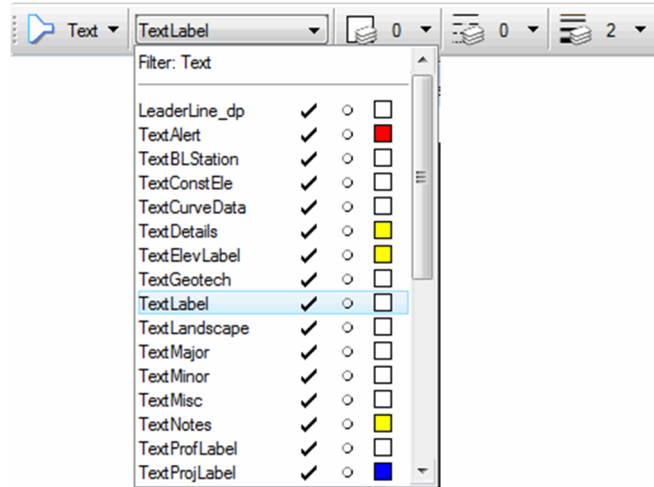 Text TextLabel 0 0 2
Filter: Text
LeaderLine_dp
TextAlert
TextBLStation
TextConstEle
TextCurveData
TextDetails
TextElevLabel
TextGeotech
TextLabel
TextLandscape
TextMajor
TextMinor
TextMisc
TextNotes
TextProfLabel
TextProjLabel